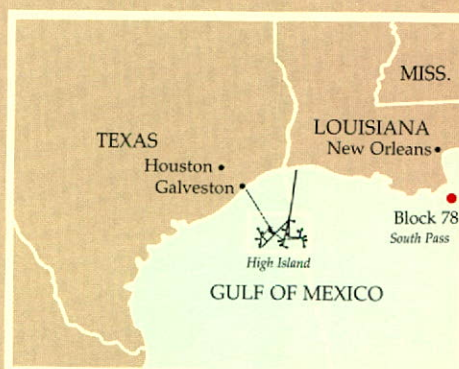 MISS.
TEXAS
LOUISIANA
New Orleans
Houston
Galveston
Block 78
South Pass
High Island
GULF OF MEXICO